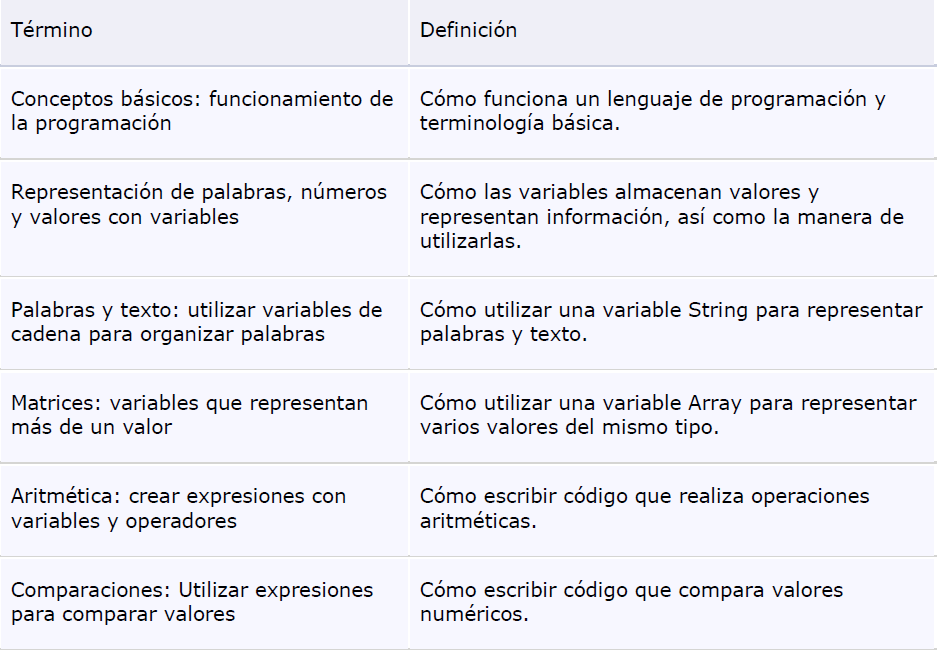 Término
Definición
Conceptos básicos: funcionamiento de
la programación
Cómo funciona un lenguaje de programación y
terminología básica.
Representación de palabras, números
y valores con variables
Cómo las variables almacenan valores y
representan información, así como la manera de
utilizarlas.
Palabras y texto: utilizar variables de
cadena para organizar palabras
Cómo utilizar una variable String para representar
palabras y texto.
Matrices: variables que representan
más de un valor
Cómo utilizar una variable Array para representar
varios valores del mismo tipo.
Aritmética: crear expresiones con
variables y operadores
Cómo escribir código que realiza operaciones
aritméticas.
Comparaciones: Utilizar expresiones
para comparar valores
Cómo escribir código que compara valores
numéricos.